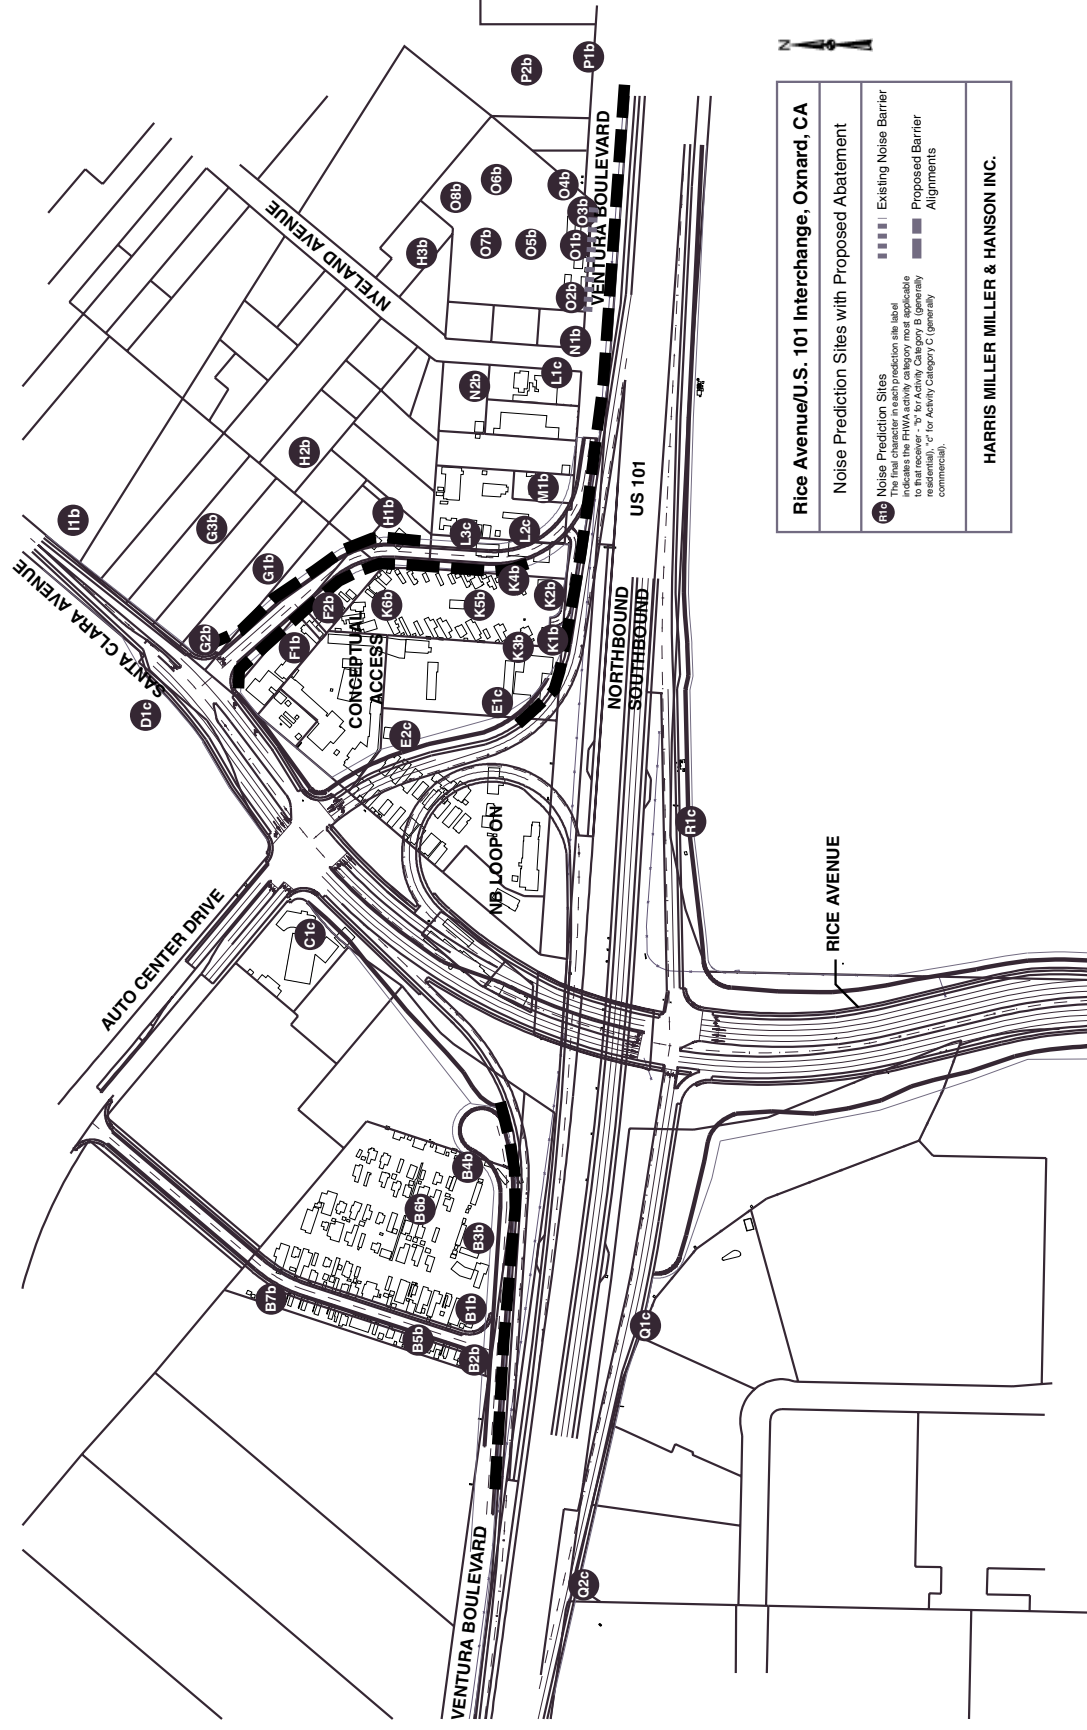 P2b
P1b
O8b
O6b
O4b
O3b
H3b
O7b
O5b
O1b
O2b
VENTURA BOULEVARD
NYELAND AVENUE
N1b
N2b
L1c
H2b
M1b
I1b
G3b
H1b
L3c
L2c
G1b
K4b
K2b
F2b
K6b
K5b
G2b
F1b
K3b
K1b
E1c
E2c
D1c
SANTA CLARA AVENUE
CONCEPTUAL
ACCESS
US 101
NORTHBOUND
SOUTHBOUND
NB LOOP ON
R1c
RICE AVENUE
AUTO CENTER DRIVE
C1c
B4b
B6b
B3b
B1b
B7b
B5b
B2b
Q1c
Q2c
VENTURA BOULEVARD
N
Rice Avenue/U.S. 101 Interchange, Oxnard, CA
Noise Prediction Sites with Proposed Abatement
R1c Noise Prediction Sites
The final character in each prediction site label
indicates the FHWA activity category most applicable
to that receiver - "b" for Activity Category B (generally
residential), "c" for Activity Category C (generally
commercial).
Existing Noise Barrier
Proposed Barrier
Alignments
HARRIS MILLER MILLER & HANSON INC.